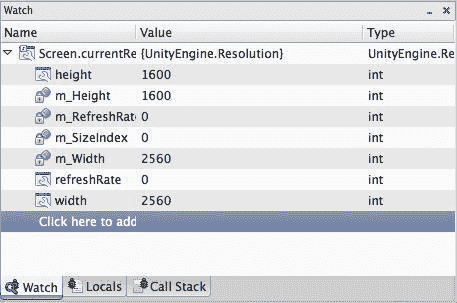 Watch
Name Value Type
Screen.currentRe {UnityEngine.Resolution} UnityEngine.Re
height 1600 int
m_Height 1600 int
m_RefreshRate 0 int
m_SizeIndex 0 int
m_Width 2560 int
refreshRate 0 int
width 2560 int
Click here to add
Watch Locals Call Stack